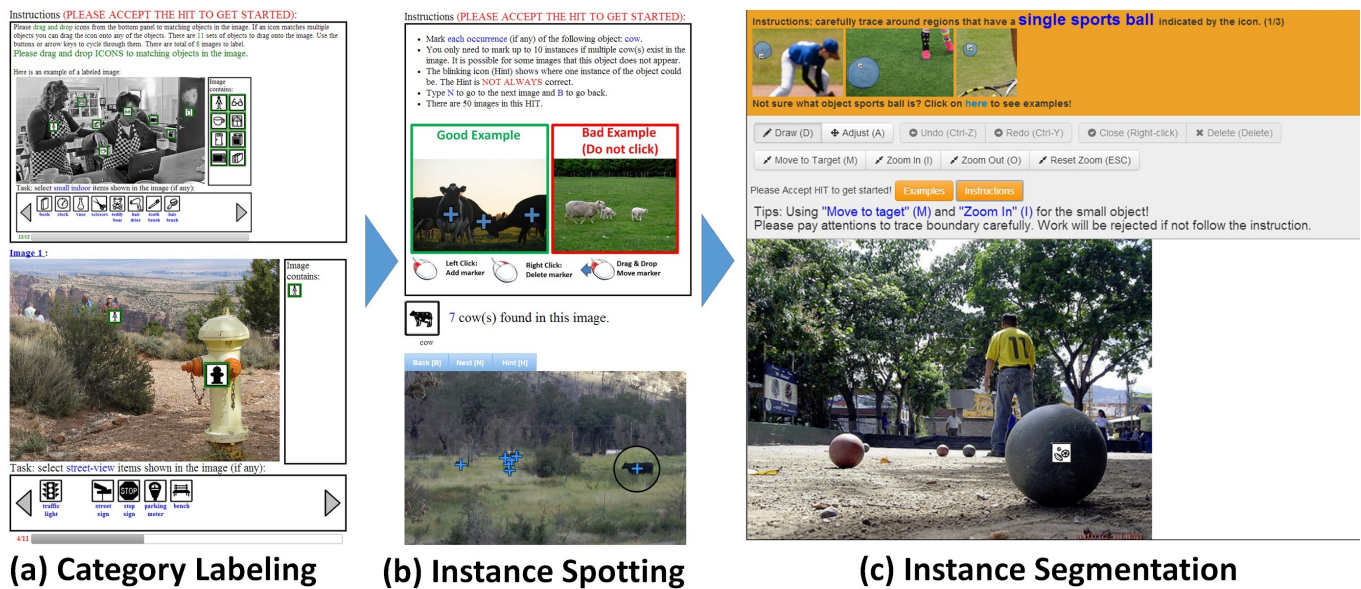 Instructions (PLEASE ACCEPT THE HIT TO GET STARTED):
Please drag and drop icons from the bottom panel to matching objects in the image. If an icon matches multiple
objects you can drag the icon onto any of the objects. There are 11 sets of objects to drag onto the image. Use the
buttons or arrow keys to cycle through them. There are total of 8 images to label.
Please drag and drop ICONS to matching objects in the image.
Here is an example of a labeled image:
Image
contains:
Task: select small indoor items shown in the image (if any):
book
clock
vase
scissors
teddy
bear
hair
drier
tooth
brush
hair
brush
12/12
Image 1 :
Image
contains:
Task: select street-view items shown in the image (if any):
traffic
light
street
sign
STOP
stop
sign
parking
meter
bench
4/11
(a) Category Labeling
Instructions (PLEASE ACCEPT THE HIT TO GET STARTED):
• Mark each occurrence (if any) of the following object: cow.
• You only need to mark up to 10 instances if multiple cow(s) exist in the
image. It is possible for some images that this object does not appear.
• The blinking icon (Hint) shows where one instance of the object could
be. The Hint is NOT ALWAYS correct.
• Type N to go to the next image and B to go back.
• There are 50 images in this HIT.
Good Example
Bad Example
(Do not click)
Left Click:
Add marker
Right Click:
Delete marker
Drag & Drop
Move marker
7 cow(s) found in this image.
cow
Back [B]
Next [N]
Hint [H]
(b) Instance Spotting
Instructions: carefully trace around regions that have a single sports ball indicated by the icon. (1/3)
Not sure what object sports ball is? Click on here to see examples!
Draw (D)
Adjust (A)
Undo (Ctrl-Z)
Redo (Ctrl-Y)
Close (Right-click)
Delete (Delete)
Move to Target (M)
Zoom In (I)
Zoom Out (O)
Reset Zoom (ESC)
Please Accept HIT to get started!
Examples
Instructions
Tips: Using "Move to taget" (M) and "Zoom In" (I) for the small object!
Please pay attentions to trace boundary carefully. Work will be rejected if not follow the instruction.
11
(c) Instance Segmentation